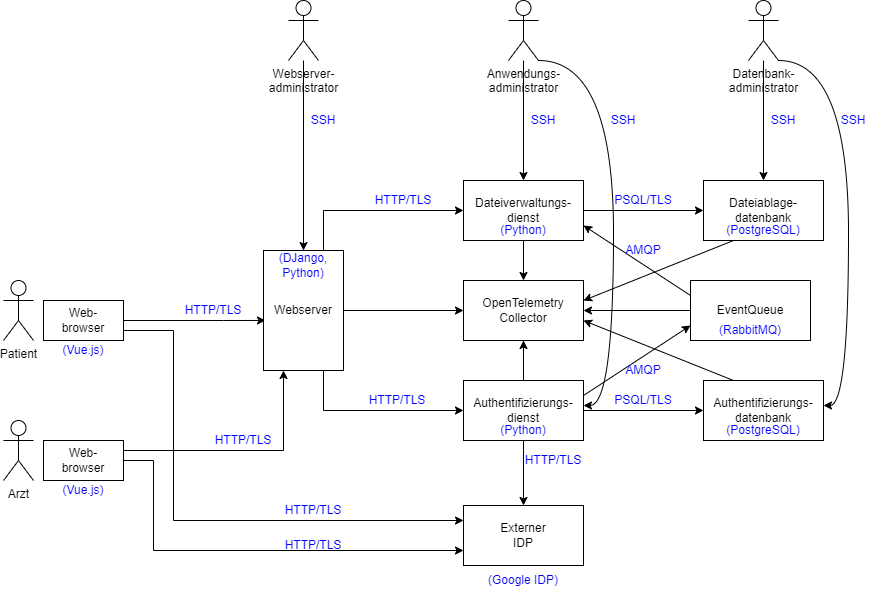 Webserver-
administrator
Anwendungs-
administrator
Datenbank-
administrator
SSH
SSH
SSH
SSH
SSH
HTTP/TLS
Dateiverwaltungs-
dienst
(Python)
PSQL/TLS
Dateiablage-
datenbank
(PostgreSQL)
AMQP
(DJango,
Python)
Webserver
OpenTelemetry
Collector
EventQueue
(RabbitMQ)
Patient
Web-
browser
(Vue.js)
HTTP/TLS
AMQP
HTTP/TLS
Authentifizierungs-
dienst
(Python)
PSQL/TLS
Authentifizierungs-
datenbank
(PostgreSQL)
Arzt
Web-
browser
(Vue.js)
HTTP/TLS
HTTP/TLS
HTTP/TLS
HTTP/TLS
Externer
IDP
(Google IDP)